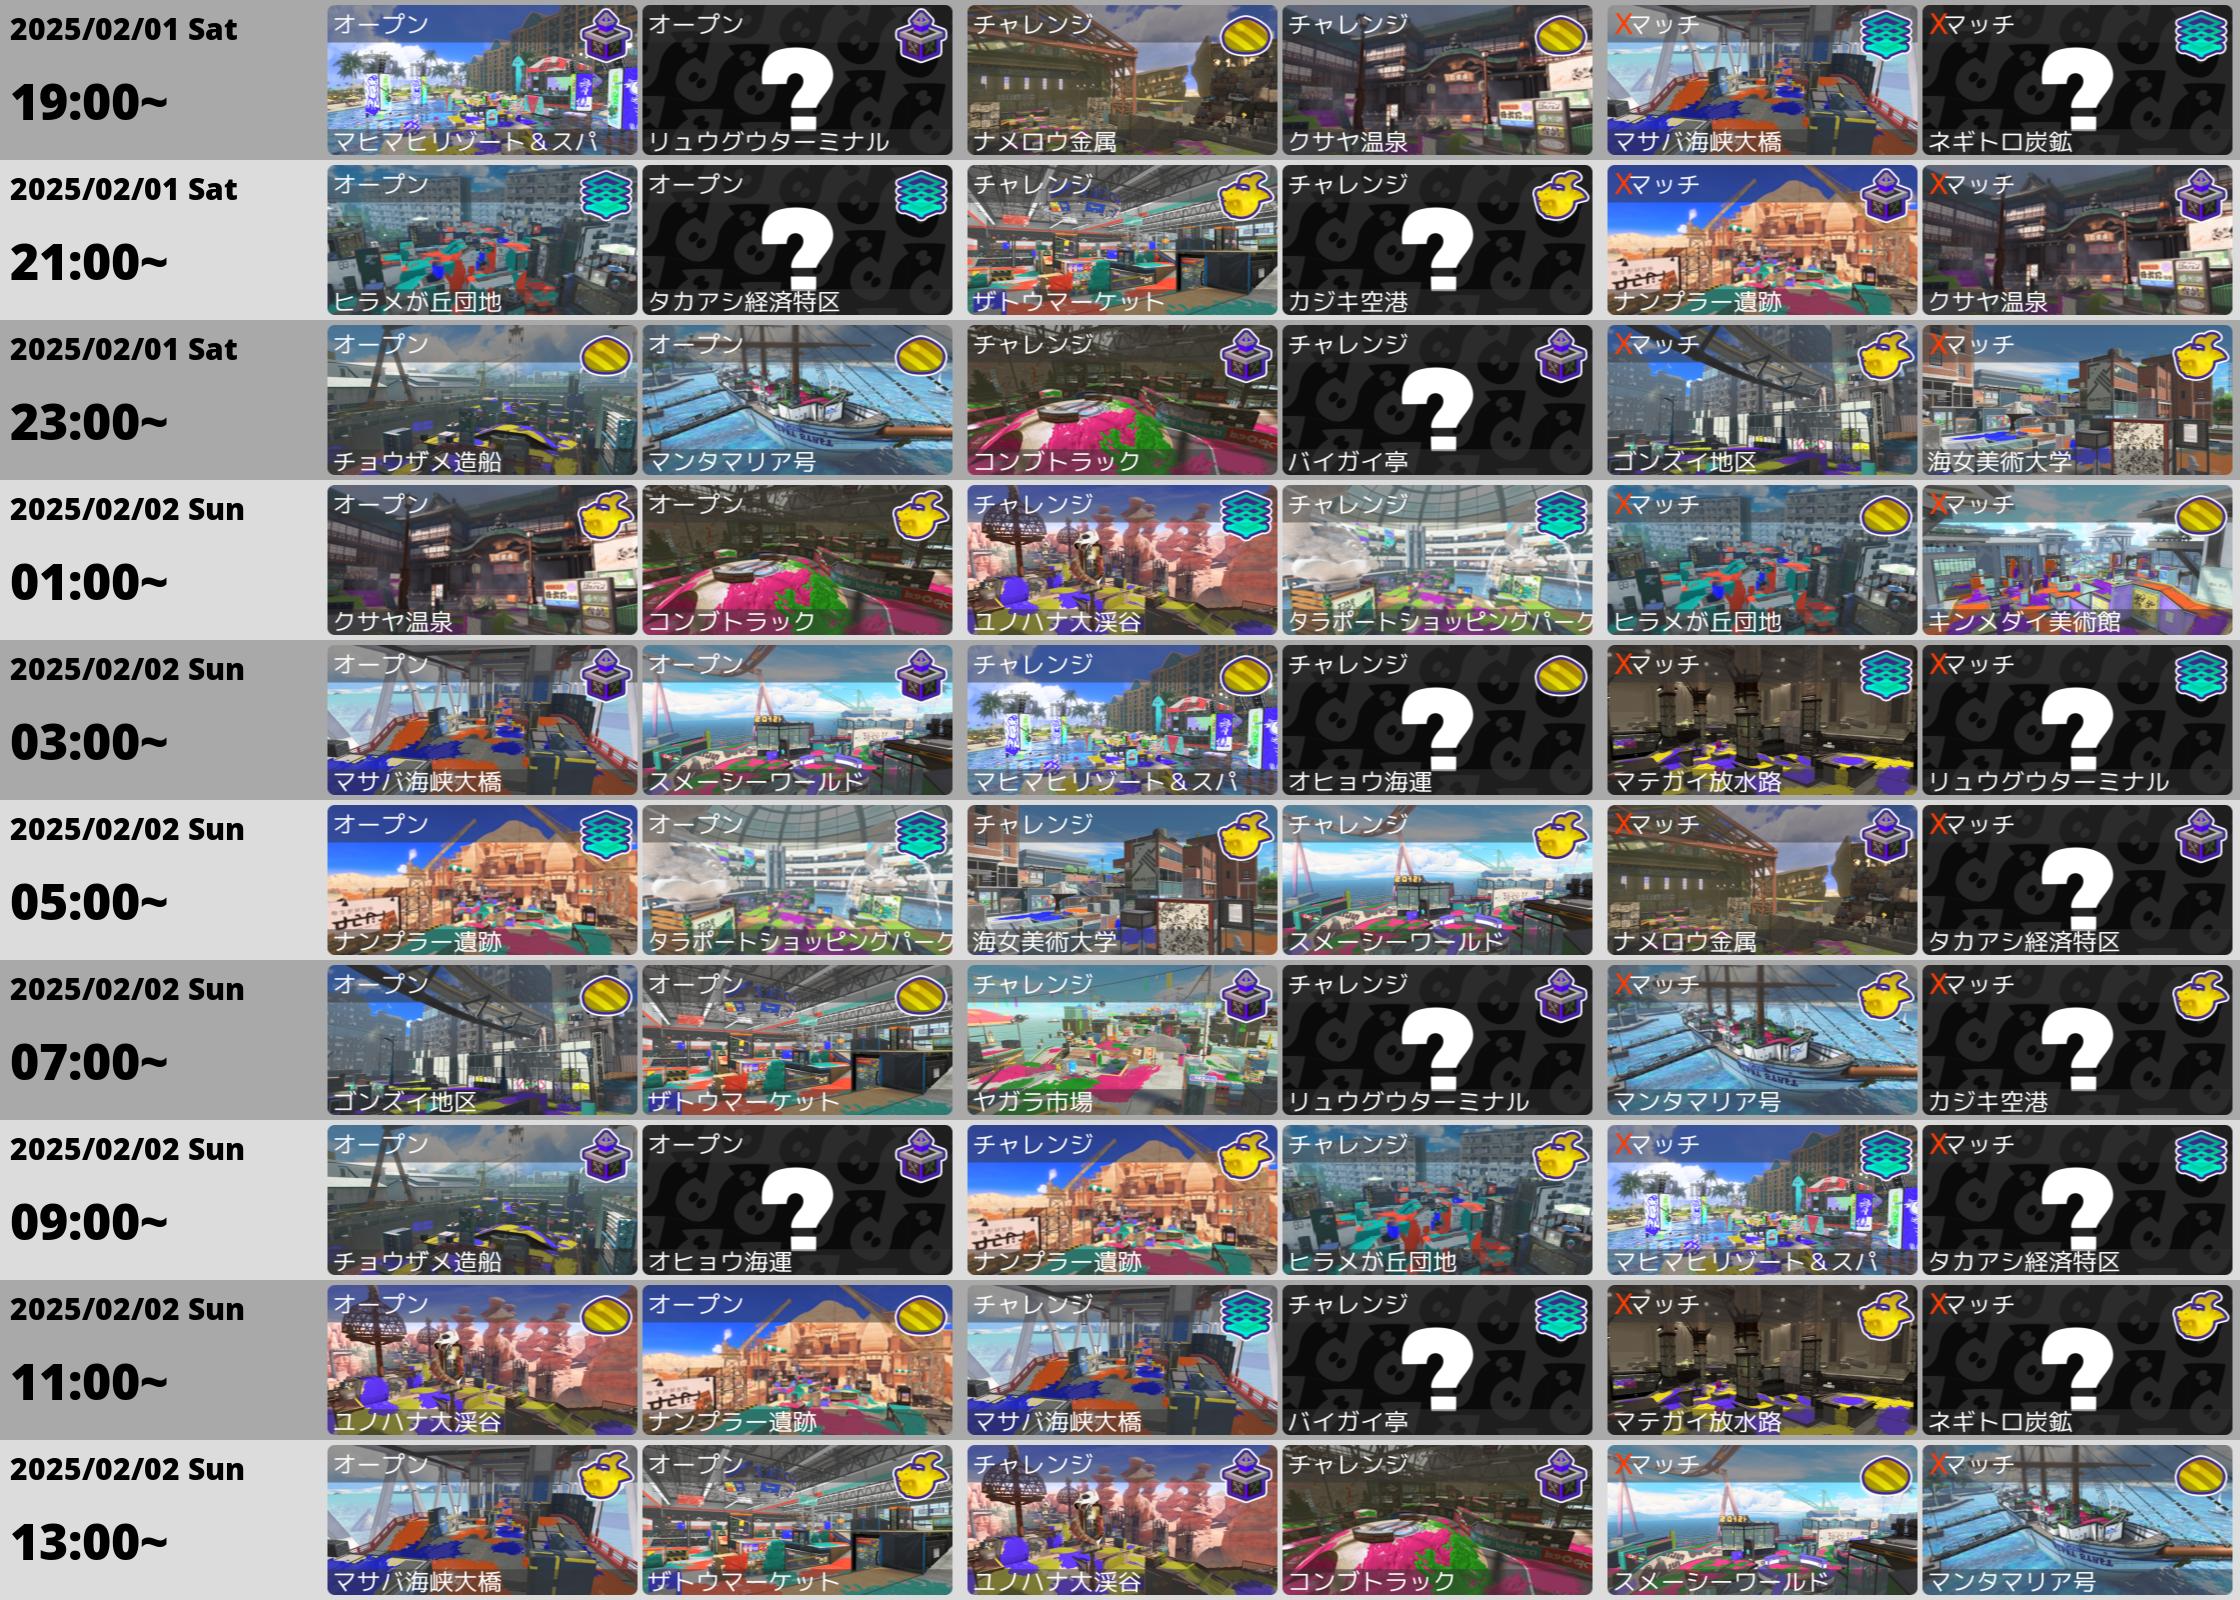 2025/02/01 Sat
19:00~
オープン
マヒマヒリゾート&スパ
オープン
リュウグウターミナル
チャレンジ
ナメロウ金属
チャレンジ
クサヤ温泉
Xマッチ
マサバ海峡大橋
Xマッチ
ネギトロ炭鉱
2025/02/01 Sat
21:00~
オープン
ヒラメが丘団地
オープン
タカアシ経済特区
チャレンジ
ザトウマーケット
チャレンジ
カジキ空港
Xマッチ
ナンプラー遺跡
Xマッチ
クサヤ温泉
2025/02/01 Sat
23:00~
オープン
チョウザメ造船
オープン
マンタマリア号
チャレンジ
コンブトラック
チャレンジ
バイガイ亭
Xマッチ
ゴンズイ地区
Xマッチ
海女美術大学
2025/02/02 Sun
01:00~
オープン
クサヤ温泉
オープン
コンブトラック
チャレンジ
ユノハナ大渓谷
チャレンジ
タラポートショッピングパーク
Xマッチ
ヒラメが丘団地
Xマッチ
キンメダイ美術館
2025/02/02 Sun
03:00~
オープン
マサバ海峡大橋
オープン
スメーシーワールド
チャレンジ
マヒマヒリゾート&スパ
チャレンジ
オヒョウ海運
Xマッチ
マテガイ放水路
Xマッチ
リュウグウターミナル
2025/02/02 Sun
05:00~
オープン
ナンプラー遺跡
オープン
タラポートショッピングパーク
チャレンジ
海女美術大学
チャレンジ
スメーシーワールド
Xマッチ
ナメロウ金属
Xマッチ
タカアシ経済特区
2025/02/02 Sun
07:00~
オープン
ゴンズイ地区
オープン
ザトウマーケット
チャレンジ
ヤガラ市場
チャレンジ
リュウグウターミナル
Xマッチ
マンタマリア号
Xマッチ
カジキ空港
2025/02/02 Sun
09:00~
オープン
チョウザメ造船
オープン
オヒョウ海運
チャレンジ
ナンプラー遺跡
チャレンジ
ヒラメが丘団地
Xマッチ
マヒマヒリゾート&スパ
Xマッチ
タカアシ経済特区
2025/02/02 Sun
11:00~
オープン
ユノハナ大渓谷
オープン
ナンプラー遺跡
チャレンジ
マサバ海峡大橋
チャレンジ
バイガイ亭
Xマッチ
マテガイ放水路
Xマッチ
ネギトロ炭鉱
2025/02/02 Sun
13:00~
オープン
マサバ海峡大橋
オープン
ザトウマーケット
チャレンジ
ユノハナ大渓谷
チャレンジ
コンブトラック
Xマッチ
スメーシーワールド
Xマッチ
マンタマリア号